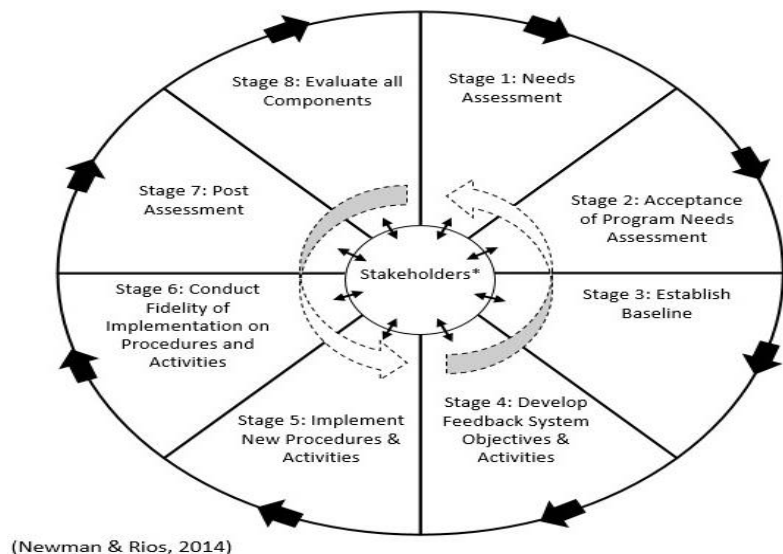 Stage 8: Evaluate all
Components
Stage 1: Needs
Assessment
Stage 7: Post
Assessment
Stage 2: Acceptance
of Program Needs
Assessment
Stakeholders*
Stage 6: Conduct
Fidelity of
Implementation on
Procedures and
Activities
Stage 3: Establish
Baseline
Stage 5: Implement
New Procedures &
Activities
Stage 4: Develop
Feedback System
Objectives &
Activities
(Newman & Rios, 2014)